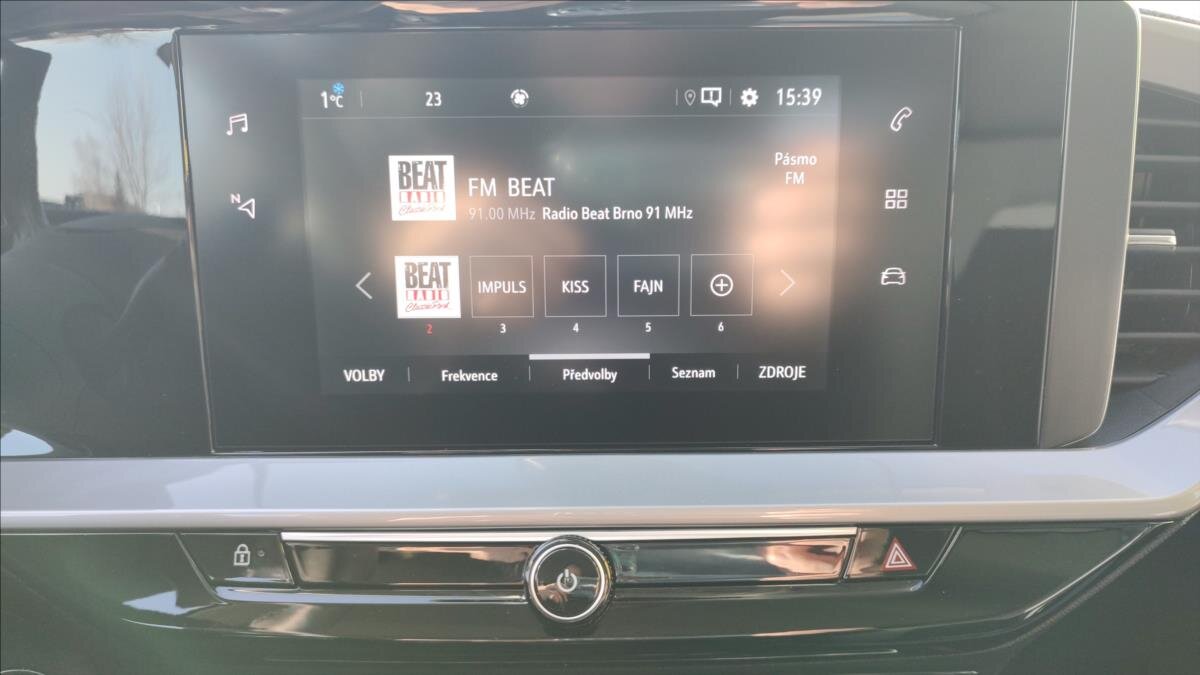 1°C
23
15:39
N
BEAT
RADIO
Classic Rock
FM BEAT
91.00 MHz Radio Beat Brno 91 MHz
Pásmo
FM
BEAT
RADIO
Classic Rock
IMPULS
KISS
FAJN
2
3
4
5
6
VOLBY
Frekvence
Předvolby
Seznam
ZDROJE